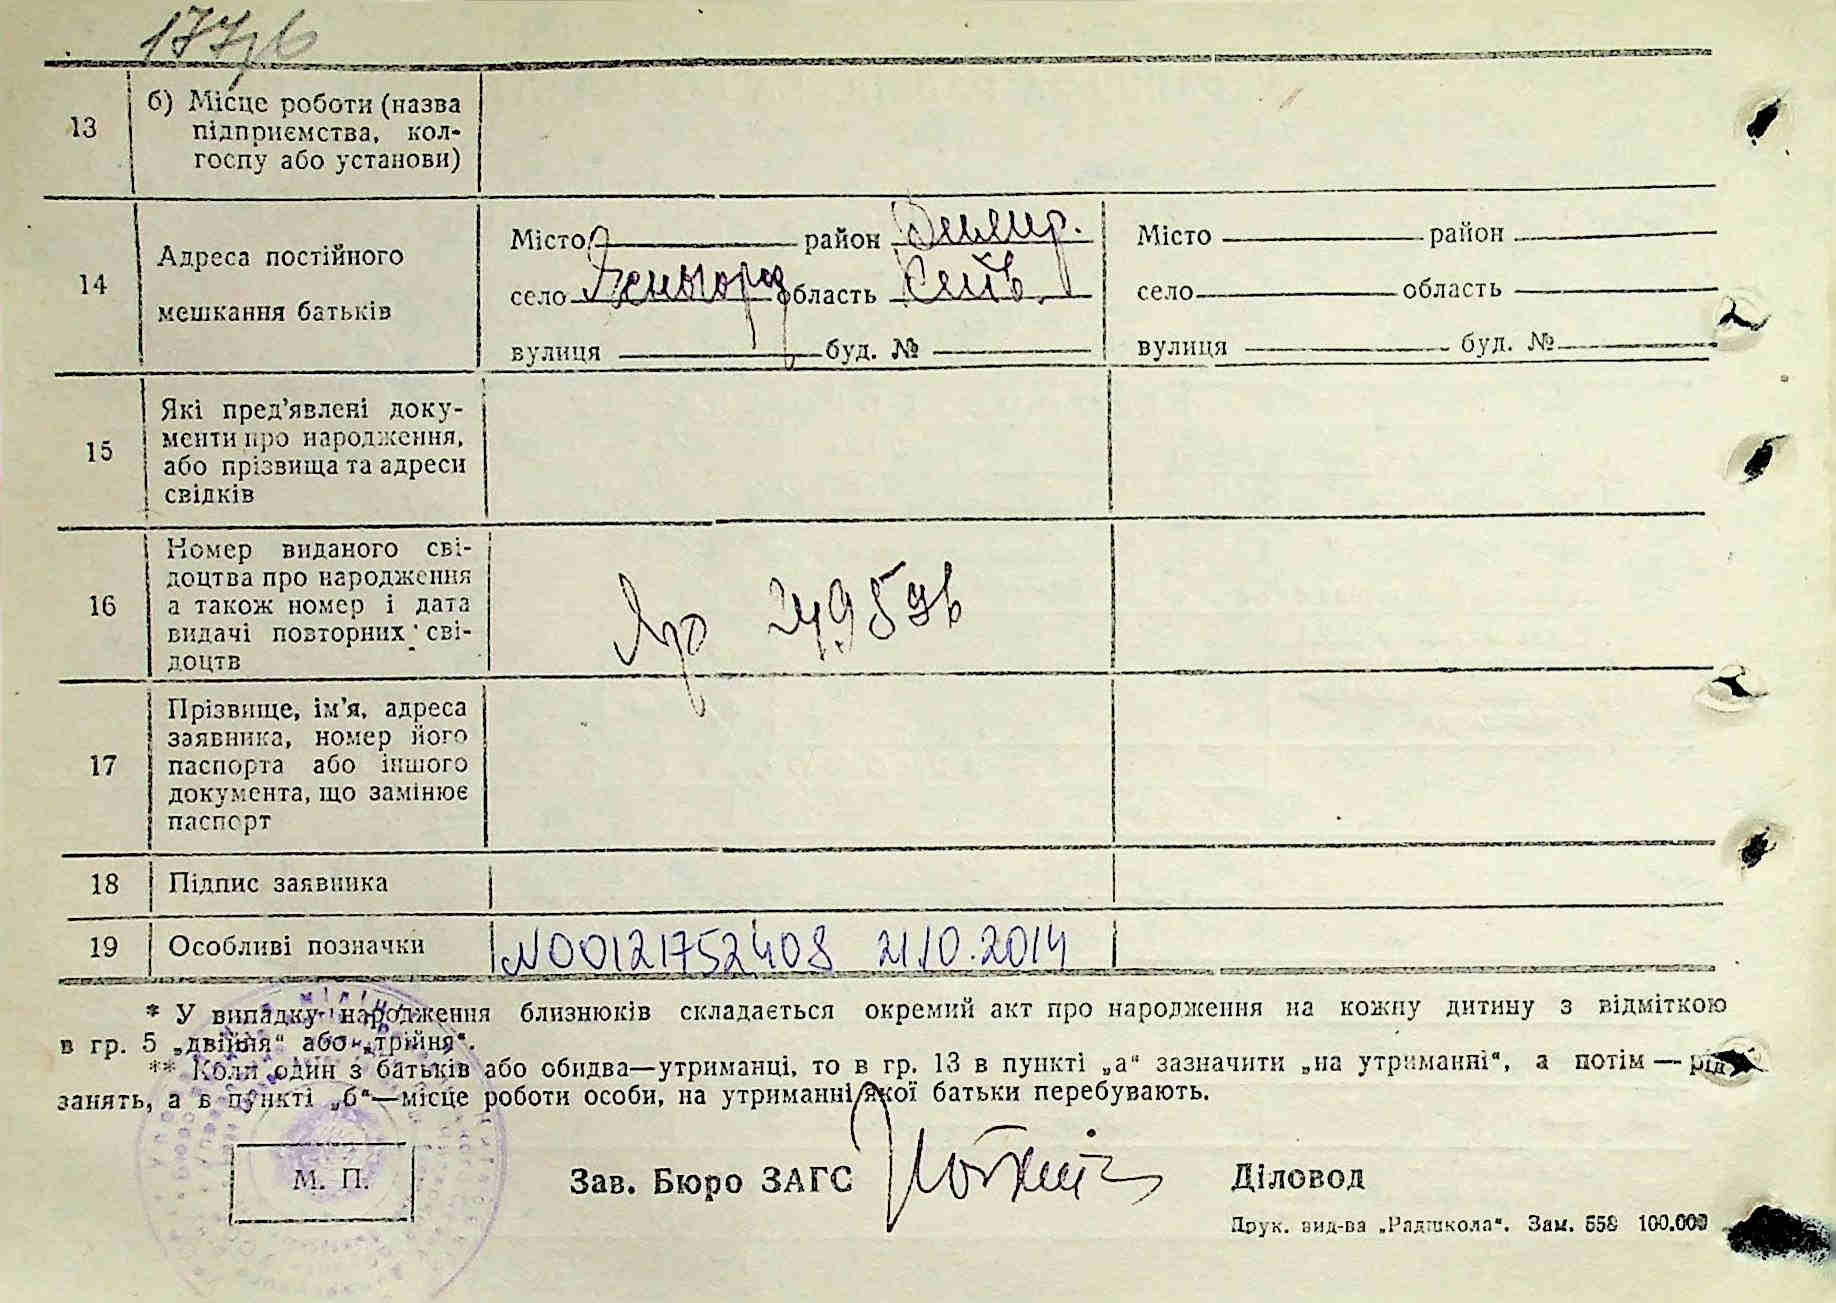 177/б
13
б) Місце роботи (назва
підприємства, кол-
госпу або установи)
14
Адреса постійного
мешкання батьків
Місто район Димер.
село область Київ.
вулиця буд. №
Місто район
село область
вулиця буд. №
15
Які пред'явлені доку-
менти про народження,
або прізвища та адреси
свідків
16
Номер виданого сві-
доцтва про народження
а також номер і дата
видачі повторних сві-
доцтв
17
Прізвище, ім'я, адреса
заявника, номер його
паспорта або іншого
документа, що замінює
паспорт
18 Підпис заявника
19 Особливі позначки N00121752408 21.10.2014
* У випадку народження близнюків складається окремий акт про народження на кожну дитину з відміткою
в гр. 5 „двійня“ або „трійня“.
** Коли один з батьків або обидва—утриманці, то в гр. 13 в пункті „а“ зазначити „на утриманні“, а потім — рід
занять, а в пункті „б“—місце роботи особи, на утриманні якої батьки перебувають.
М. П.
Зав. Бюро ЗАГС
Діловод
Друк. вид-ва „Радшкола“. Зам. 558 100.000